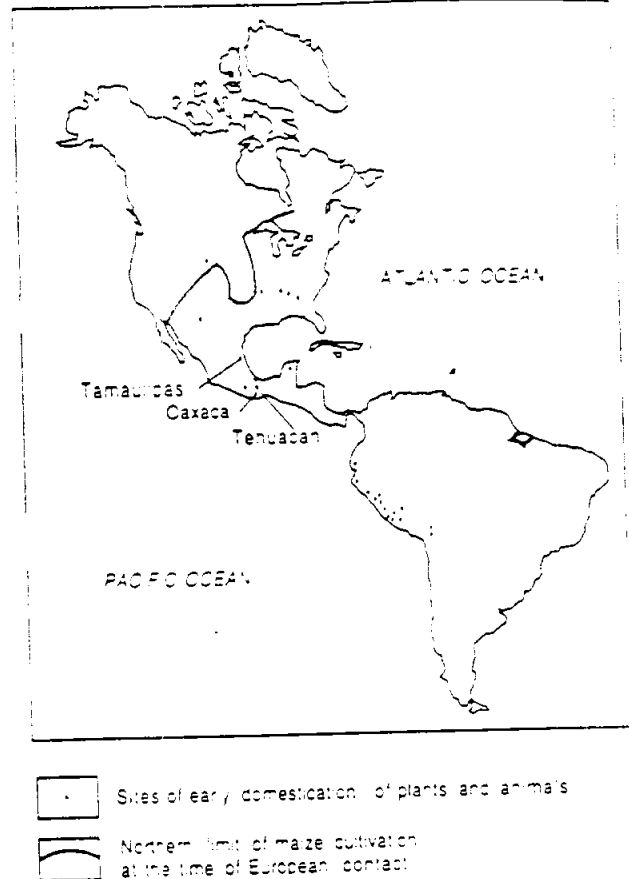 ATLANTIC OCEAN
Tamaulipas
Oaxaca
Tehuacan
PACIFIC OCEAN
Sites of early domestication of plants and animals
Northern limit of maize cultivation
at the time of European contact